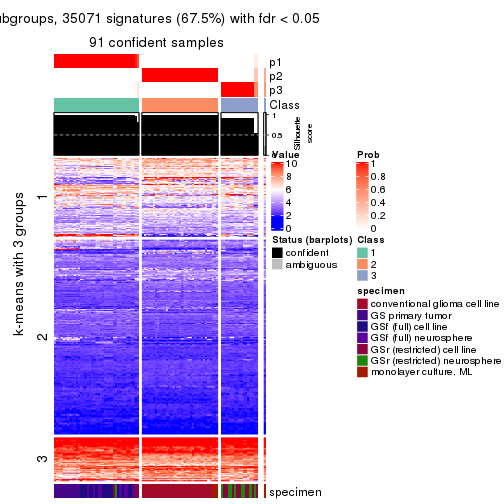 ubgroups, 35071 signatures (67.5%) with fdr < 0.05
91 confident samples
p1
p2
p3
Class
1
0.5
Silhouette
score
Value
10
8
6
4
2
0
Prob
1
0.8
0.6
0.4
0.2
0
Status (barplots)
confident
ambiguous
Class
1
2
3
specimen
conventional glioma cell line
GS primary tumor
GSf (full) cell line
GSf (full) neurosphere
GSr (restricted) cell line
GSr (restricted) neurosphere
monolayer culture. ML
k-means with 3 groups
1
2
3
specimen